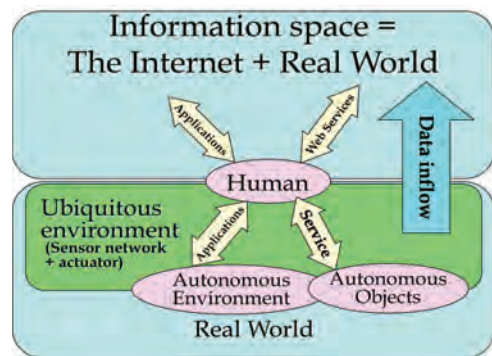 Information space =
The Internet + Real World
Applications
Web Services
Data inflow
Human
Ubiquitous
environment
(Sensor network
+ actuator)
Applications
Service
Autonomous
Environment
Autonomous
Objects
Real World